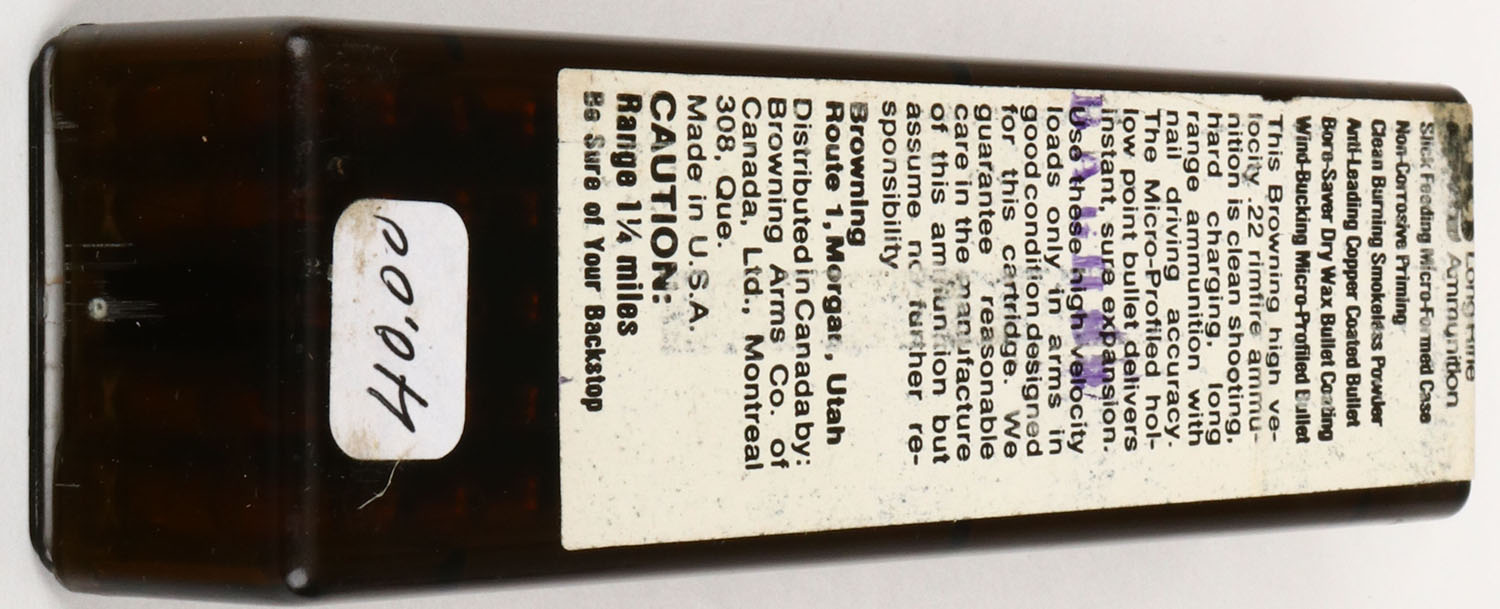 Long Rifle
Ammunition
Slick Feeding Micro-Formed Case
Non-Corrosive Priming
Clean Burning Smokeless Powder
Anti-Leading Copper Coated Bullet
Bore-Saver Dry Wax Bullet Coating
Wind-Bucking Micro-Profiled Bullet
This Browning high ve-
locity .22 rimfire ammu-
nition is clean shooting,
hard charging, long
range ammunition with
nail driving accuracy.
The Micro-Profiled hol-
low point bullet delivers
instant, sure expansion.
Use these high velocity
loads only in arms in
good condition designed
for this cartridge. We
guarantee reasonable
care in the manufacture
of this ammunition but
assume no further re-
sponsibility.
Browning
Route 1, Morgan, Utah
Distributed in Canada by:
Browning Arms Co. of
Canada, Ltd., Montreal
308, Que.
Made in U.S.A.
CAUTION:
Range 1¼ miles
Be Sure of Your Backstop